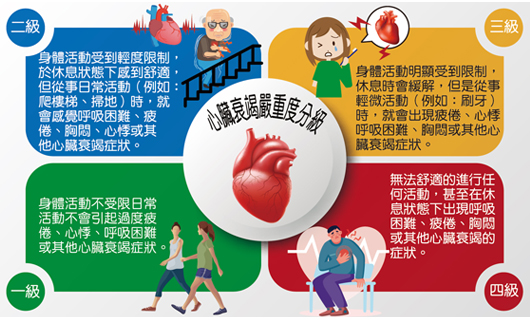 二級
身體活動受到輕度限制，
於休息狀態下感到舒適，
但從事日常活動（例如：
爬樓梯、掃地）時，就
會感覺呼吸困難、疲
倦、胸悶、心悸或其
他心臟衰竭症狀。
三級
身體活動明顯受到限制，
休息時會緩解，但是從事
輕微活動（例如：刷牙）
時，就會出現疲倦、心悸
呼吸困難、胸悶或其他心
臟衰竭症狀。
心臟衰竭嚴重度分級
身體活動不受限日常
活動不會引起過度疲
倦、心悸、呼吸困難
或其他心臟衰竭症狀。
一級
無法舒適的進行任
何活動，甚至在休
息狀態下出現呼吸
困難、疲倦、胸悶
或其他心臟衰竭的
症狀。
四級